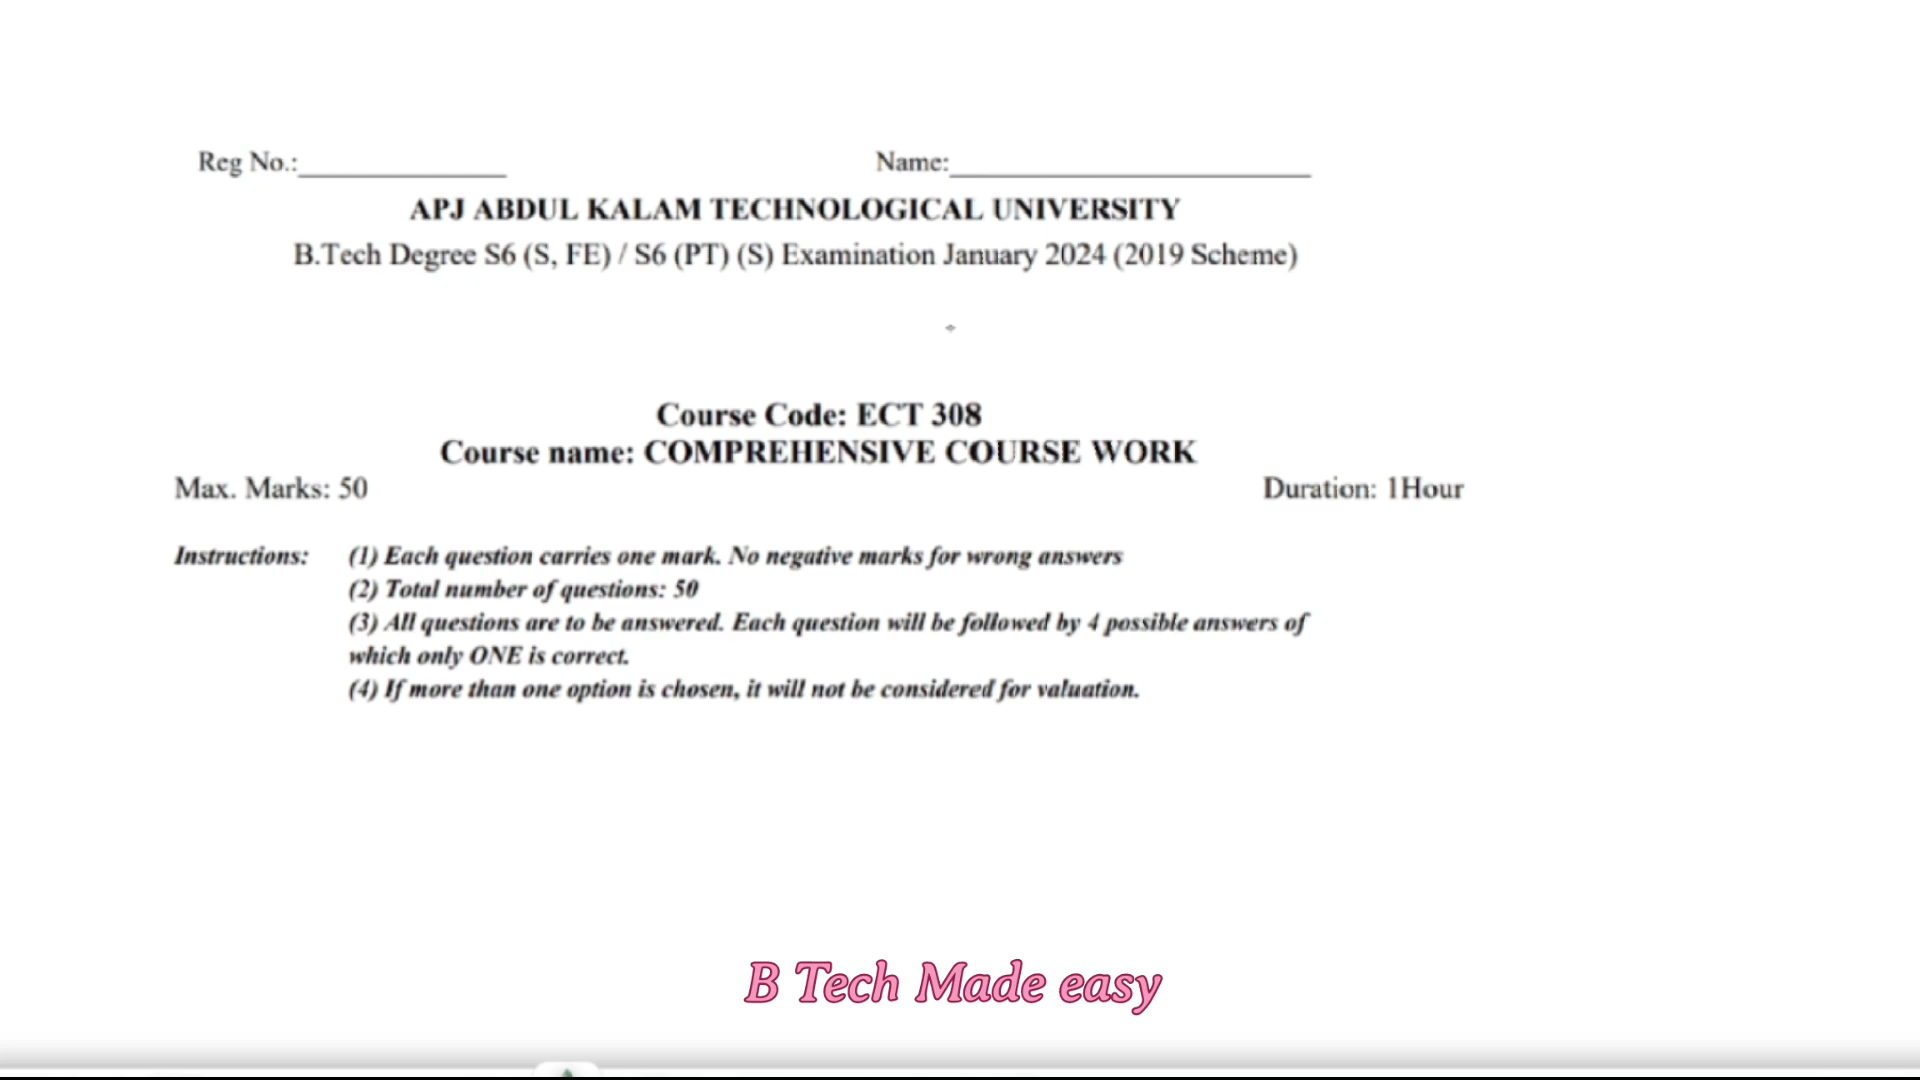 Reg No.:_______________ Name:__________________________
APJ ABDUL KALAM TECHNOLOGICAL UNIVERSITY
B.Tech Degree S6 (S, FE) / S6 (PT) (S) Examination January 2024 (2019 Scheme)
Course Code: ECT 308
Course name: COMPREHENSIVE COURSE WORK
Max. Marks: 50 Duration: 1Hour
Instructions: (1) Each question carries one mark. No negative marks for wrong answers
(2) Total number of questions: 50
(3) All questions are to be answered. Each question will be followed by 4 possible answers of
which only ONE is correct.
(4) If more than one option is chosen, it will not be considered for valuation.
B Tech Made easy